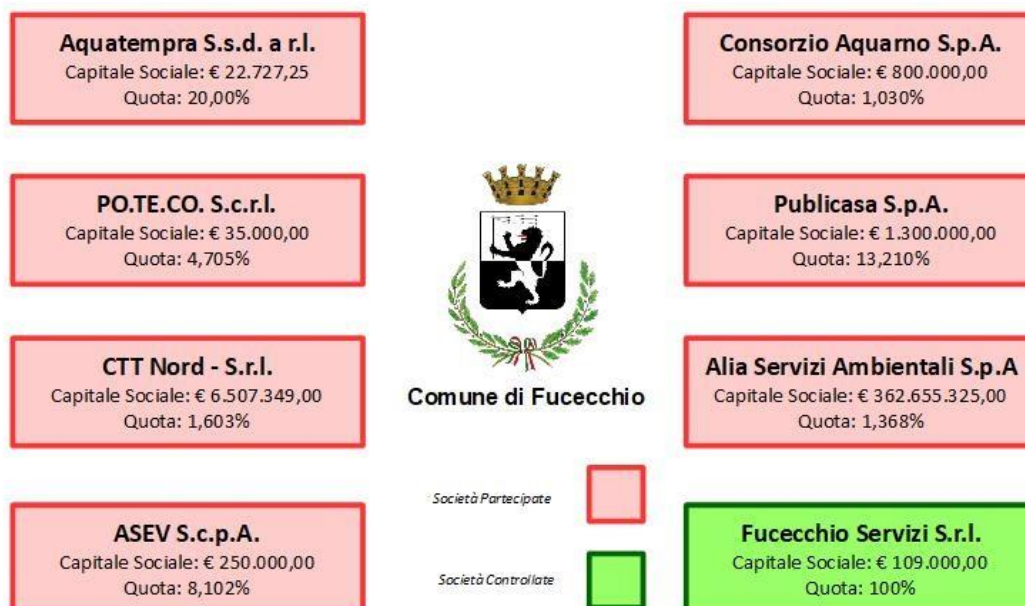 Aquatempra S.s.d. a r.l.
Capitale Sociale: € 22.727,25
Quota: 20,00%
Consorzio Aquarno S.p.A.
Capitale Sociale: € 800.000,00
Quota: 1,030%
PO.TE.CO. S.c.r.l.
Capitale Sociale: € 35.000,00
Quota: 4,705%
Publicasa S.p.A.
Capitale Sociale: € 1.300.000,00
Quota: 13,210%
CTT Nord - S.r.l.
Capitale Sociale: € 6.507.349,00
Quota: 1,603%
Comune di Fucecchio
Alia Servizi Ambientali S.p.A
Capitale Sociale: € 362.655.325,00
Quota: 1,368%
Società Partecipate
ASEV S.c.p.A.
Capitale Sociale: € 250.000,00
Quota: 8,102%
Società Controllate
Fucecchio Servizi S.r.l.
Capitale Sociale: € 109.000,00
Quota: 100%